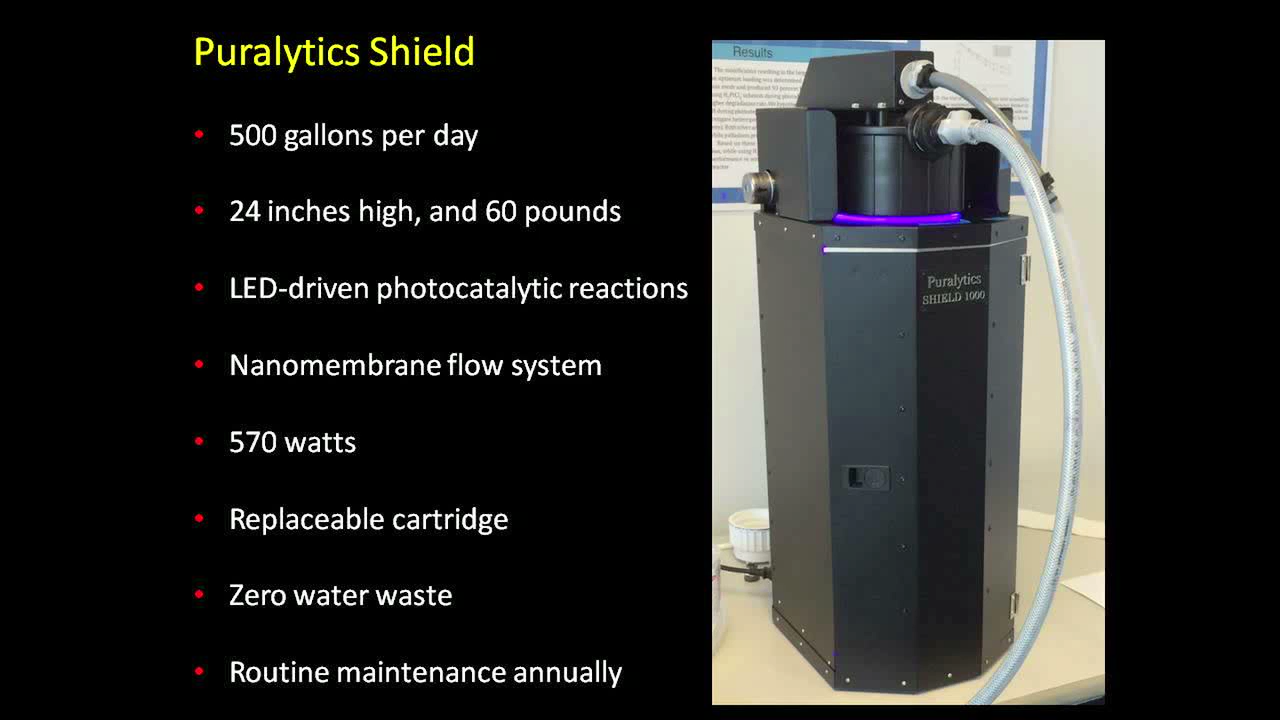 Puralytics Shield
• 500 gallons per day
• 24 inches high, and 60 pounds
• LED-driven photocatalytic reactions
• Nanomembrane flow system
• 570 watts
• Replaceable cartridge
• Zero water waste
• Routine maintenance annually
Results
Puralytics
SHIELD 1000